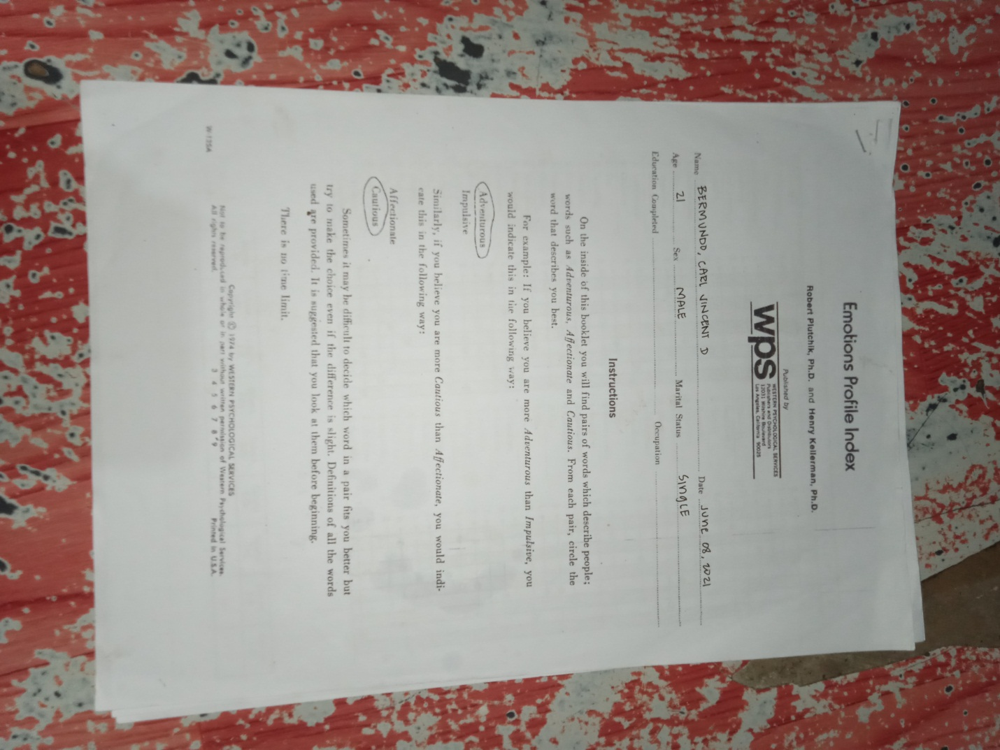 Emotions Profile Index
Robert Plutchik, Ph.D. and Henry Kellerman, Ph.D.
Published by
wps
WESTERN PSYCHOLOGICAL SERVICES
Publishers and Distributors
12031 Wilshire Boulevard
Los Angeles, California 90025
Name BERMUNDO, CARL VINCENT D Date JUNE 08, 2021
Age 21 Sex MALE Marital Status SINGLE
Education Completed Occupation
Instructions
On the inside of this booklet you will find pairs of words which describe people;
words such as Adventurous, Affectionate and Cautious. From each pair, circle the
word that describes you best.
For example: If you believe you are more Adventurous than Impulsive, you
would indicate this in the following way:
Adventurous
Impulsive
Similarly, if you believe you are more Cautious than Affectionate, you would indi-
cate this in the following way:
Affectionate
Cautious
Sometimes it may be difficult to decide which word in a pair fits you better but
try to make the choice even if the difference is slight. Definitions of all the words
used are provided. It is suggested that you look at them before beginning.
There is no time limit.
Copyright © 1974 by WESTERN PSYCHOLOGICAL SERVICES
Not to be reproduced in whole or in part without written permission of Western Psychological Services.
All rights reserved. 3 4 5 6 7 8 9 Printed in U.S.A.
W-135A